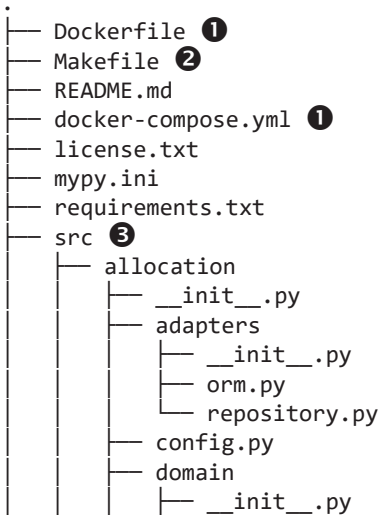 .
├── Dockerfile ❶
├── Makefile ❷
├── README.md
├── docker-compose.yml ❶
├── license.txt
├── mypy.ini
├── requirements.txt
├── src ❸
│   ├── allocation
│   │   ├── __init__.py
│   │   ├── adapters
│   │   │   ├── __init__.py
│   │   │   ├── orm.py
│   │   │   └── repository.py
│   │   ├── config.py
│   │   ├── domain
│   │   │   ├── __init__.py